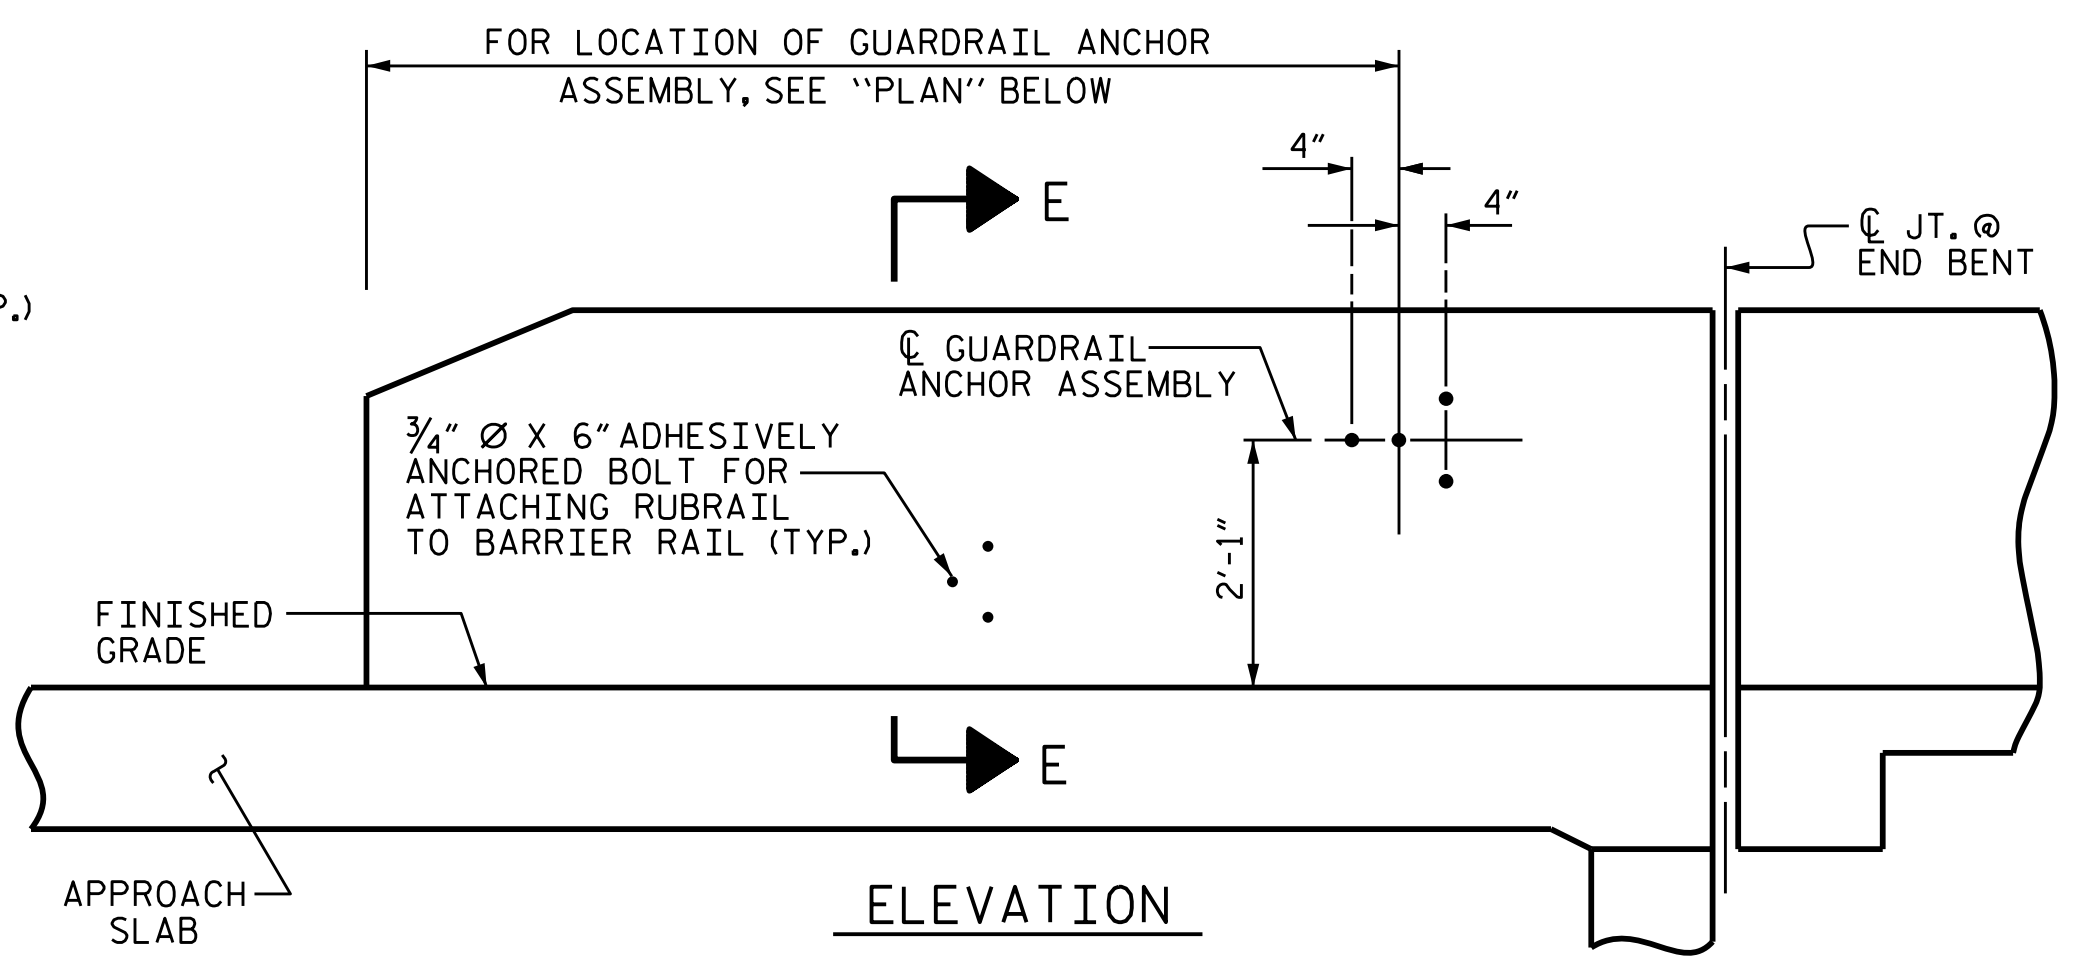 FOR LOCATION OF GUARDRAIL ANCHOR
ASSEMBLY, SEE "PLAN" BELOW
4"
E
4"
℄ JT. @
END BENT
P.)
℄ GUARDRAIL
ANCHOR ASSEMBLY
3/4" Ø X 6" ADHESIVELY
ANCHORED BOLT FOR
ATTACHING RUBRAIL
TO BARRIER RAIL (TYP.)
2'-1"
FINISHED
GRADE
E
APPROACH
SLAB
ELEVATION